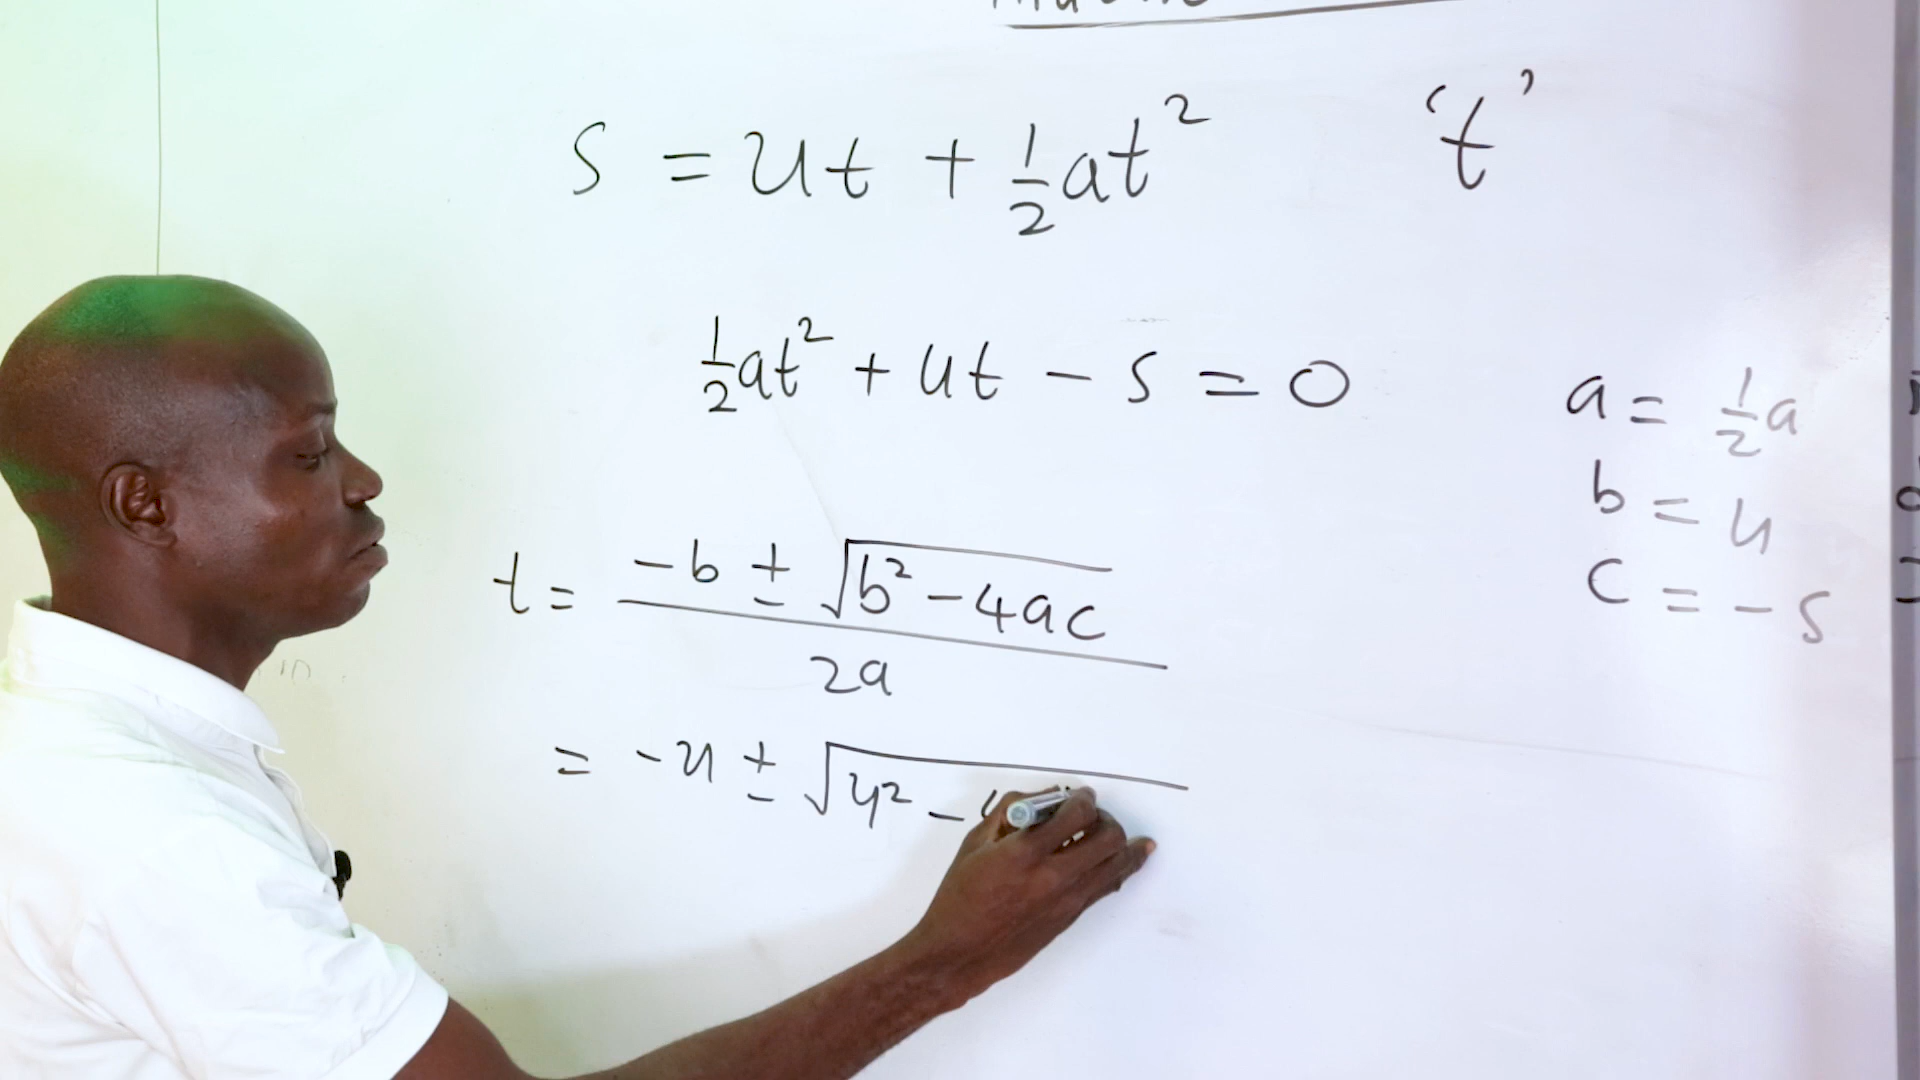 s = ut + ½at² 't'
½at² + ut - s = 0
a = ½a
b = u
c = -s
t = (-b ± √(b² - 4ac)) / 2a
= -u ± √(u² -